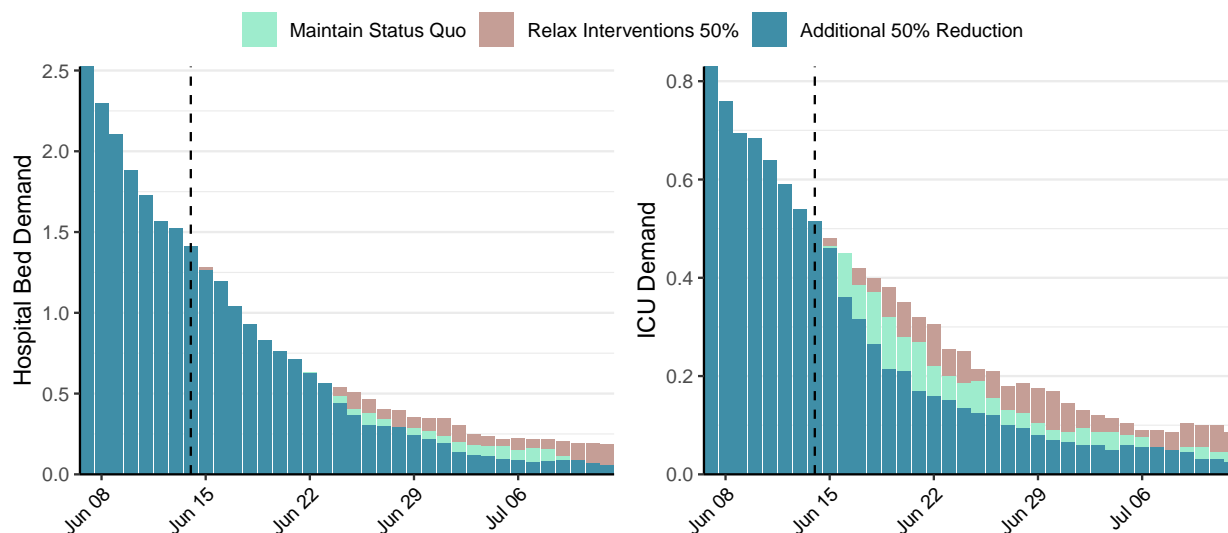 Maintain Status Quo Relax Interventions 50% Additional 50% Reduction
Hospital Bed Demand
2.5
2.0
1.5
1.0
0.5
0.0
Jun 08
Jun 15
Jun 22
Jun 29
Jul 06
ICU Demand
0.8
0.6
0.4
0.2
0.0
Jun 08
Jun 15
Jun 22
Jun 29
Jul 06